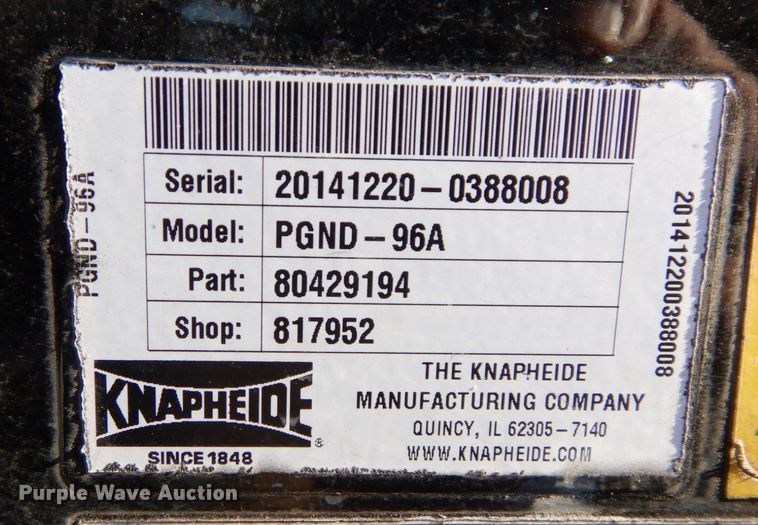 Serial: 20141220-0388008
Model: PGND-96A
Part: 80429194
Shop: 817952
PGND-96A
201412200388008
KNAPHEIDE®
SINCE 1848
THE KNAPHEIDE
MANUFACTURING COMPANY
QUINCY, IL 62305-7140
WWW.KNAPHEIDE.COM
Purple Wave Auction